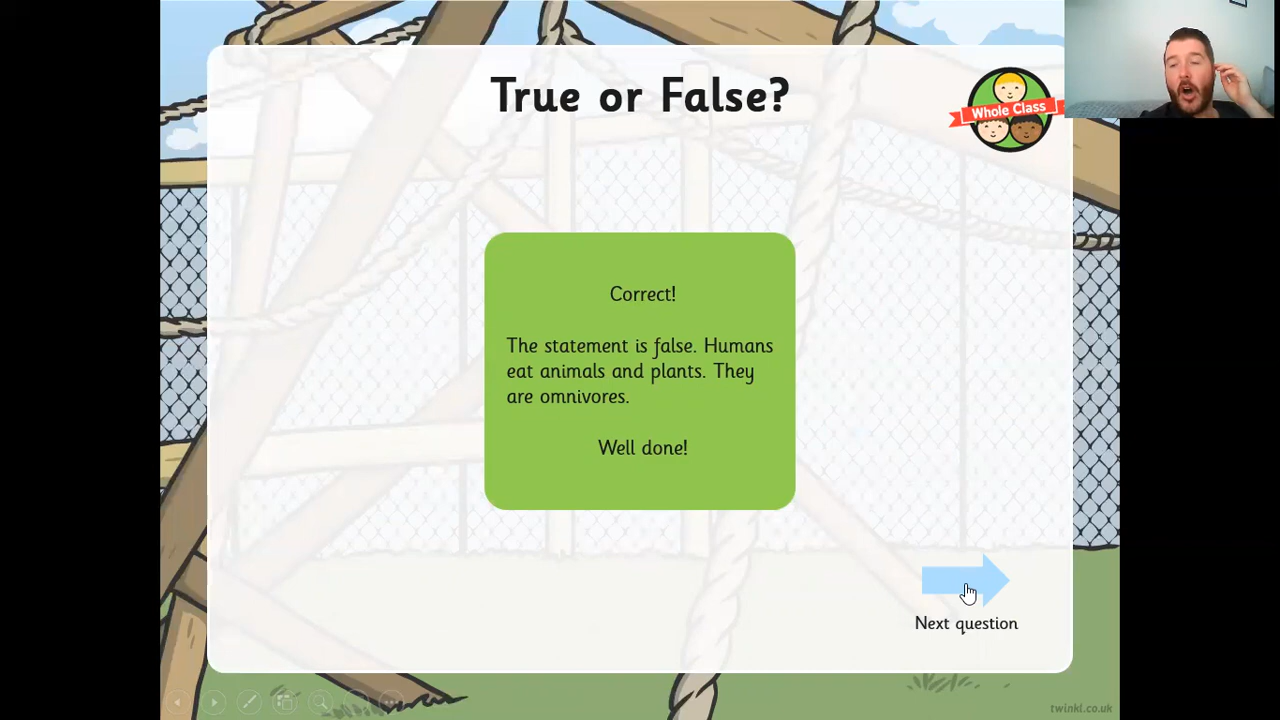 True or False?
Whole Class
Correct!
The statement is false. Humans
eat animals and plants. They
are omnivores.
Well done!
Next question
twinkl.co.uk